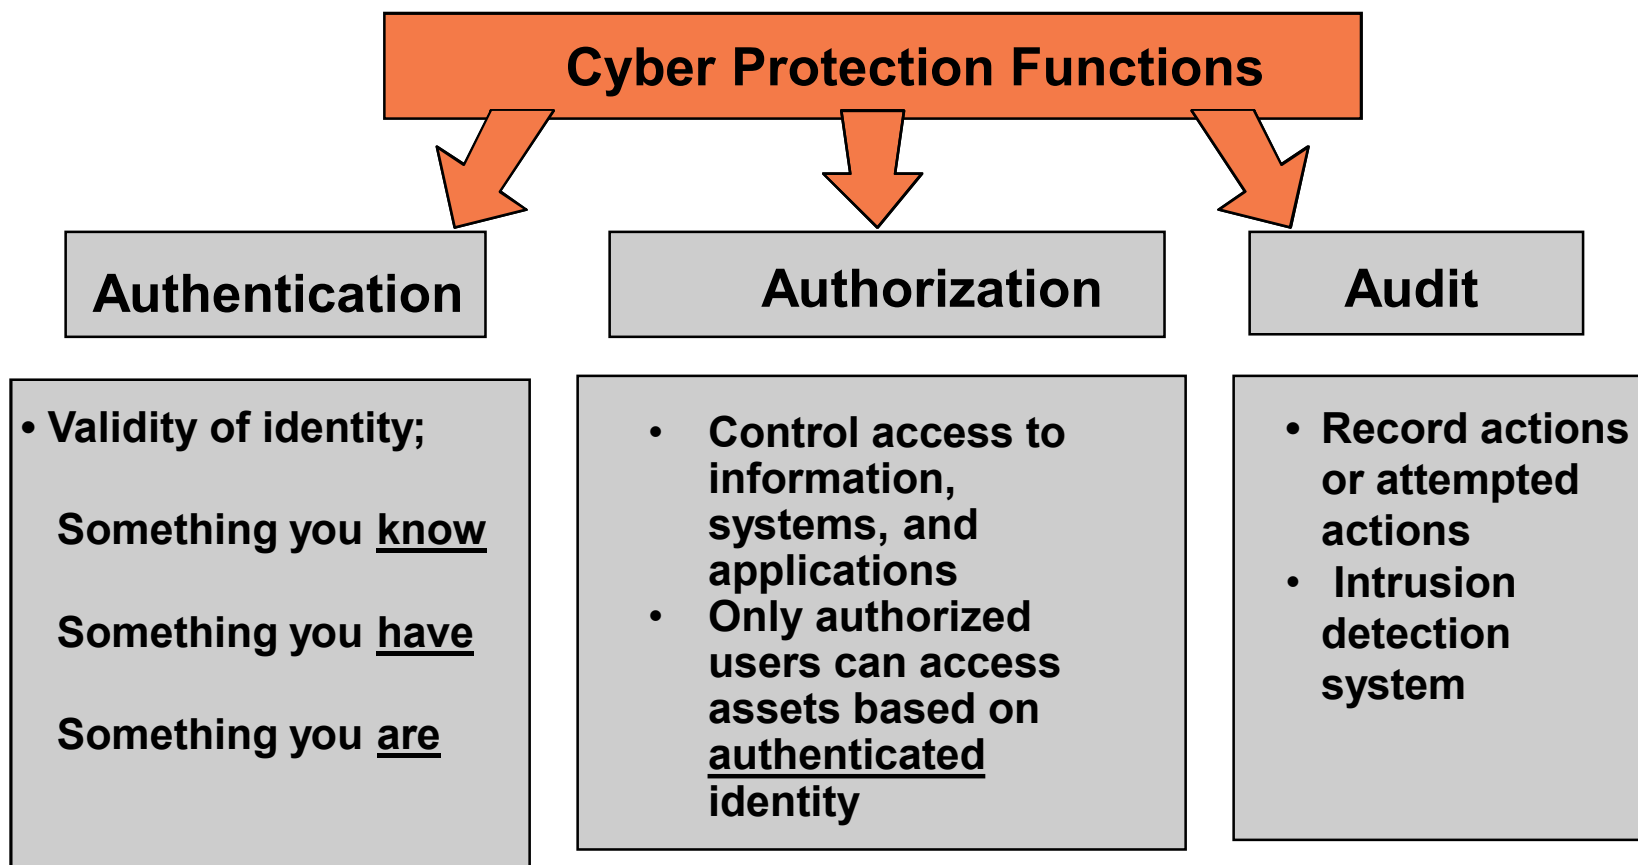 Cyber Protection Functions
Authentication
Authorization
Audit
• Validity of identity;
Something you know
Something you have
Something you are
• Control access to
information,
systems, and
applications
• Only authorized
users can access
assets based on
authenticated
identity
• Record actions
or attempted
actions
• Intrusion
detection
system